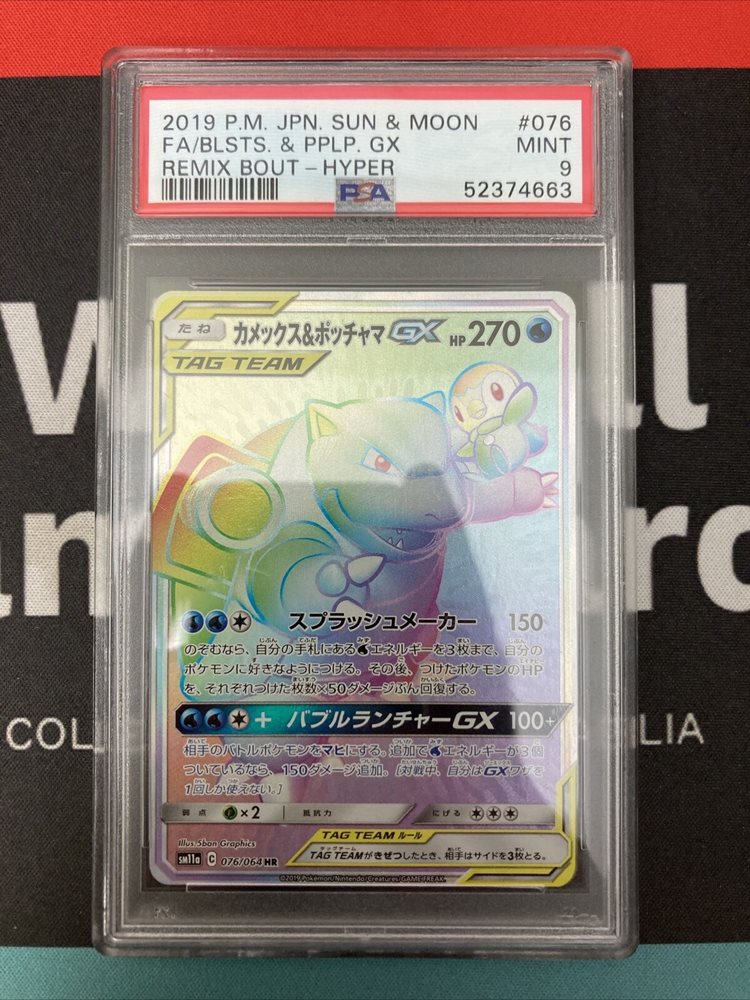 2019 P.M. JPN. SUN & MOON #076
FA/BLSTS. & PPLP. GX MINT
REMIX BOUT - HYPER 9
PSA 52374663
たね カメックス&ポッチャマGX HP 270
TAG TEAM
スプラッシュメーカー 150
のぞむなら、自分の手札にあるエネルギーを3枚まで、自分の
ポケモンに好きなようにつける。その後、つけたポケモンのHP
を、それぞれつけた枚数×50ダメージぶん回復する。
+ バブルランチャーGX 100+
相手のバトルポケモンをマヒにする。追加でエネルギーが3個
ついているなら、150ダメージ追加。[対戦中、自分はGXワザを
1回しか使えない。]
弱点 ×2 抵抗力 にげる
Illus. 5ban Graphics
TAG TEAM ルール
TAG TEAMがきぜつしたとき、相手はサイドを3枚とる。
sm11a C 076/064 HR
©2019 Pokémon/Nintendo/Creatures/GAME FREAK.
COL
LIA